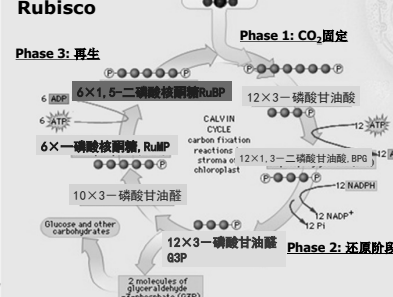 Rubisco
Phase 1: CO₂固定
Phase 3: 再生
6×1,5-二磷酸核酮糖RuBP
6 ADP
12×3-磷酸甘油酸
6 ATP
CALVIN
CYCLE
carbon fixation
reactions
stroma of
chloroplast
12 ATP
6×一磷酸核酮糖,RuMP
12×1,3-二磷酸甘油酸,BPG
12 NADPH
10×3-磷酸甘油醛
12 NADP⁺
12 Pi
Glucose and other
carbohydrates
12×3-磷酸甘油醛
G3P
Phase 2: 还原阶段
2 molecules of
glyceraldehyde
-3-phosphate (G3P)